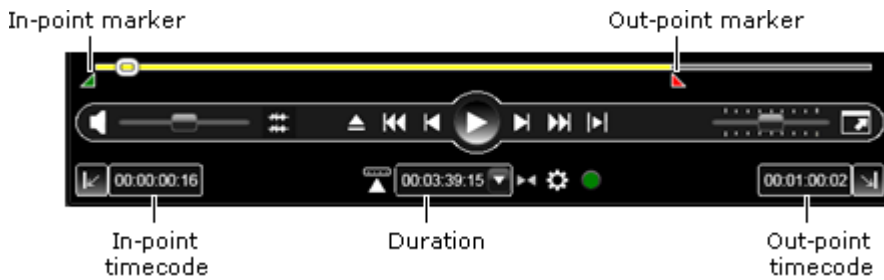 In-point marker
Out-point marker
00:00:00:16
00:03:39:15
00:01:00:02
In-point
timecode
Duration
Out-point
timecode